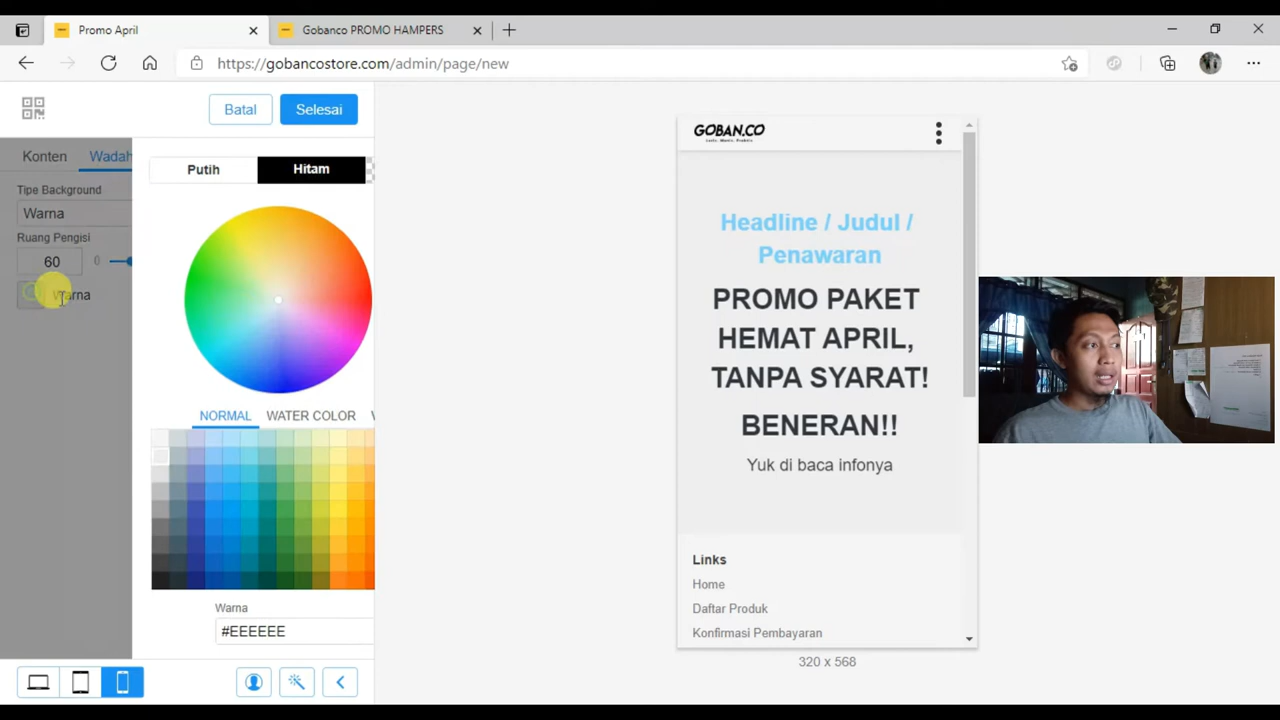 Promo April
Gobanco PROMO HAMPERS
https://gobancostore.com/admin/page/new
Batal
Selesai
Konten
Wadah
Tipe Background
Warna
Ruang Pengisi
60
0
Warna
Putih
Hitam
NORMAL
WATER COLOR
Warna
#EEEEEE
GOBAN.CO
Headline / Judul /
Penawaran
PROMO PAKET
HEMAT APRIL,
TANPA SYARAT!
BENERAN!!
Yuk di baca infonya
Links
Home
Daftar Produk
Konfirmasi Pembayaran
320 x 568